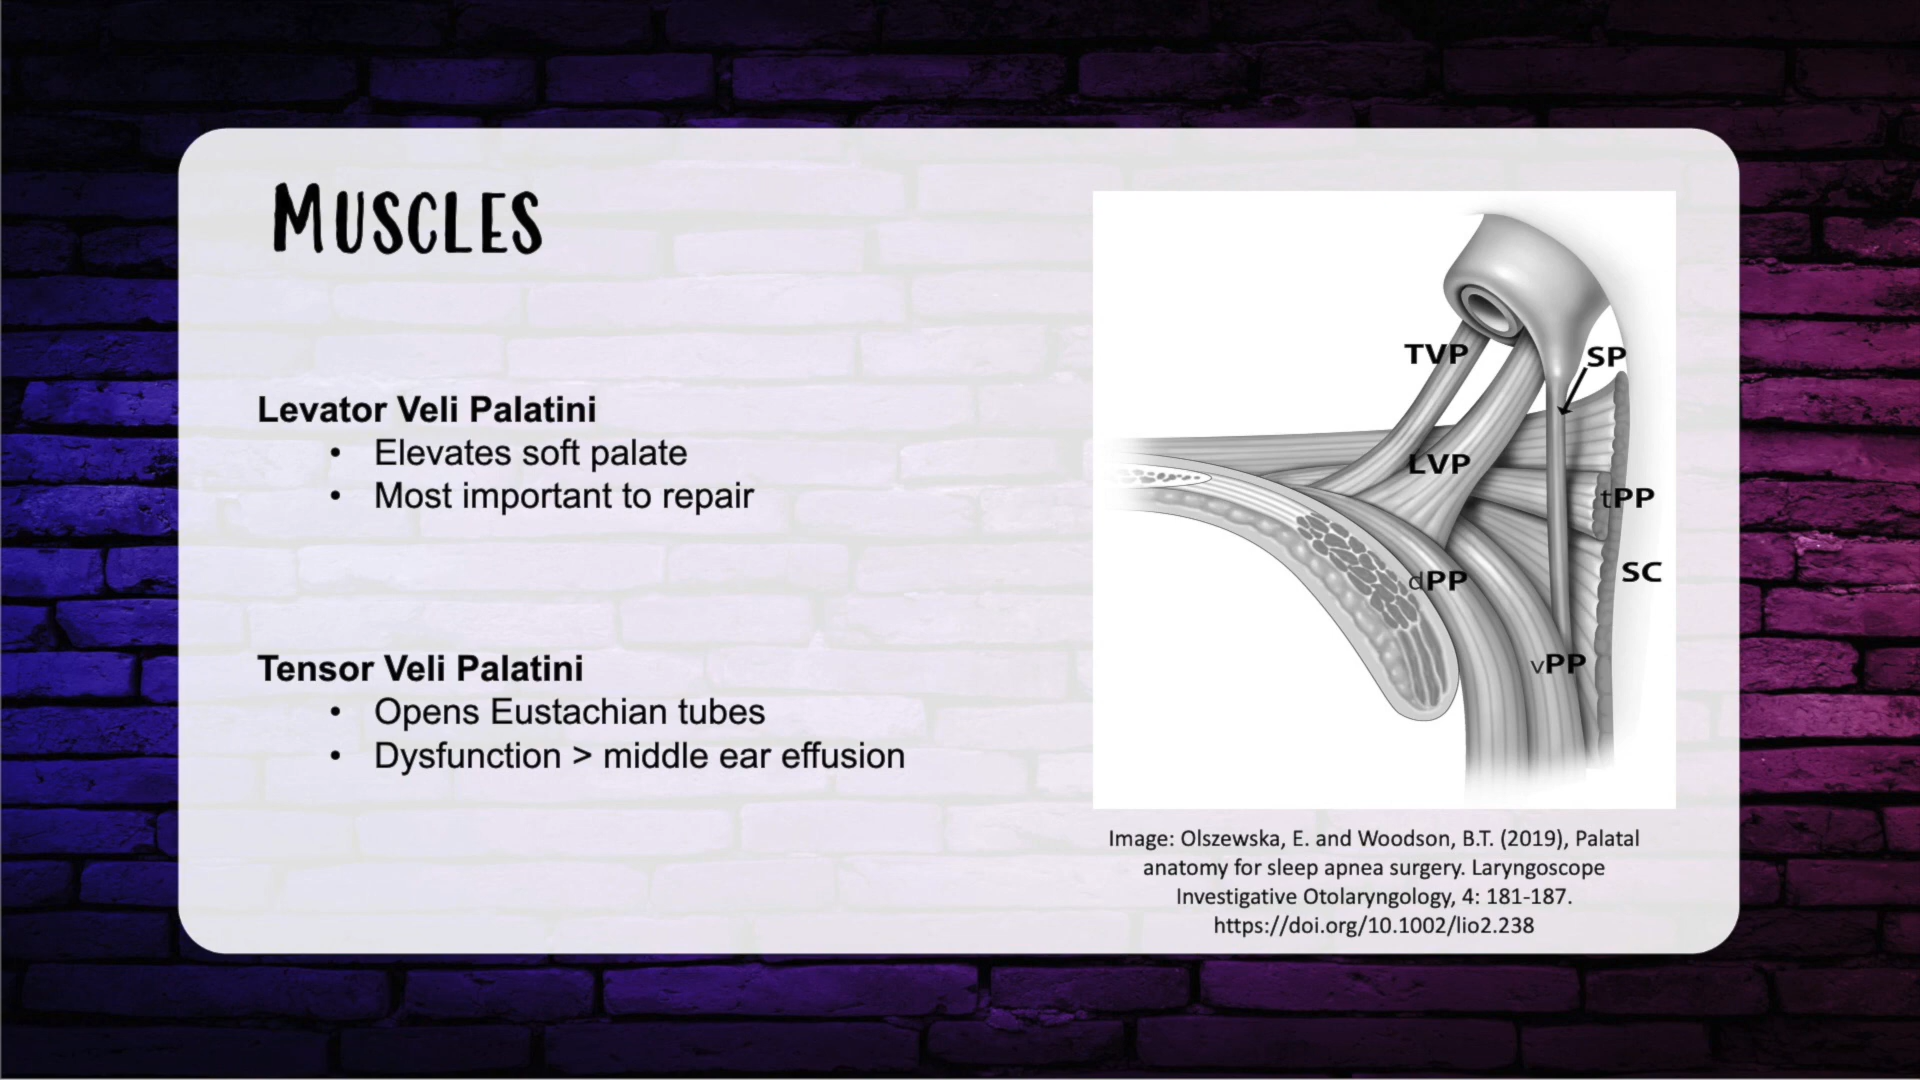 MUSCLES
Levator Veli Palatini
• Elevates soft palate
• Most important to repair
Tensor Veli Palatini
• Opens Eustachian tubes
• Dysfunction > middle ear effusion
TVP
SP
LVP
tPP
SC
dPP
vPP
Image: Olszewska, E. and Woodson, B.T. (2019), Palatal
anatomy for sleep apnea surgery. Laryngoscope
Investigative Otolaryngology, 4: 181-187.
https://doi.org/10.1002/lio2.238